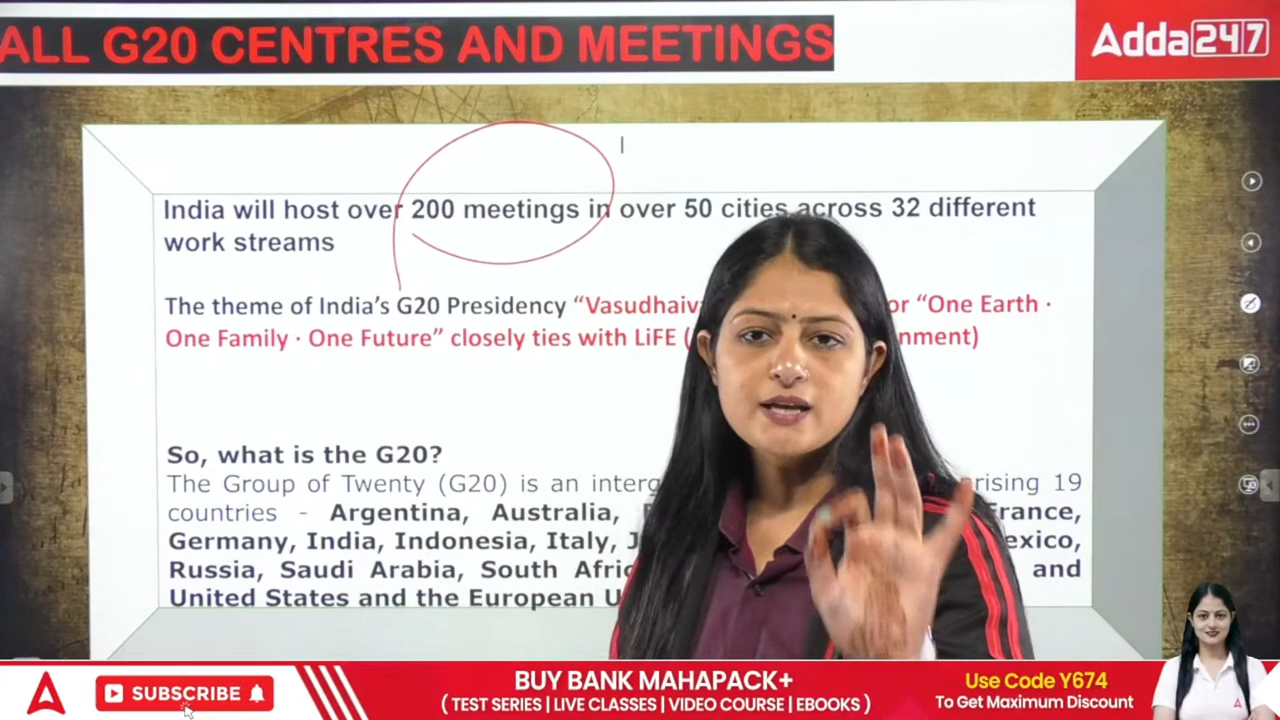 ALL G20 CENTRES AND MEETINGS
Adda247
India will host over 200 meetings in over 50 cities across 32 different
work streams
The theme of India's G20 Presidency "Vasudhaiv or "One Earth ·
One Family · One Future" closely ties with LiFE ( nment)
So, what is the G20?
The Group of Twenty (G20) is an interg rising 19
countries - Argentina, Australia, France,
Germany, India, Indonesia, Italy, J exico,
Russia, Saudi Arabia, South Afric and
United States and the European U
SUBSCRIBE
BUY BANK MAHAPACK+
( TEST SERIES | LIVE CLASSES | VIDEO COURSE | EBOOKS )
Use Code Y674
To Get Maximum Discount